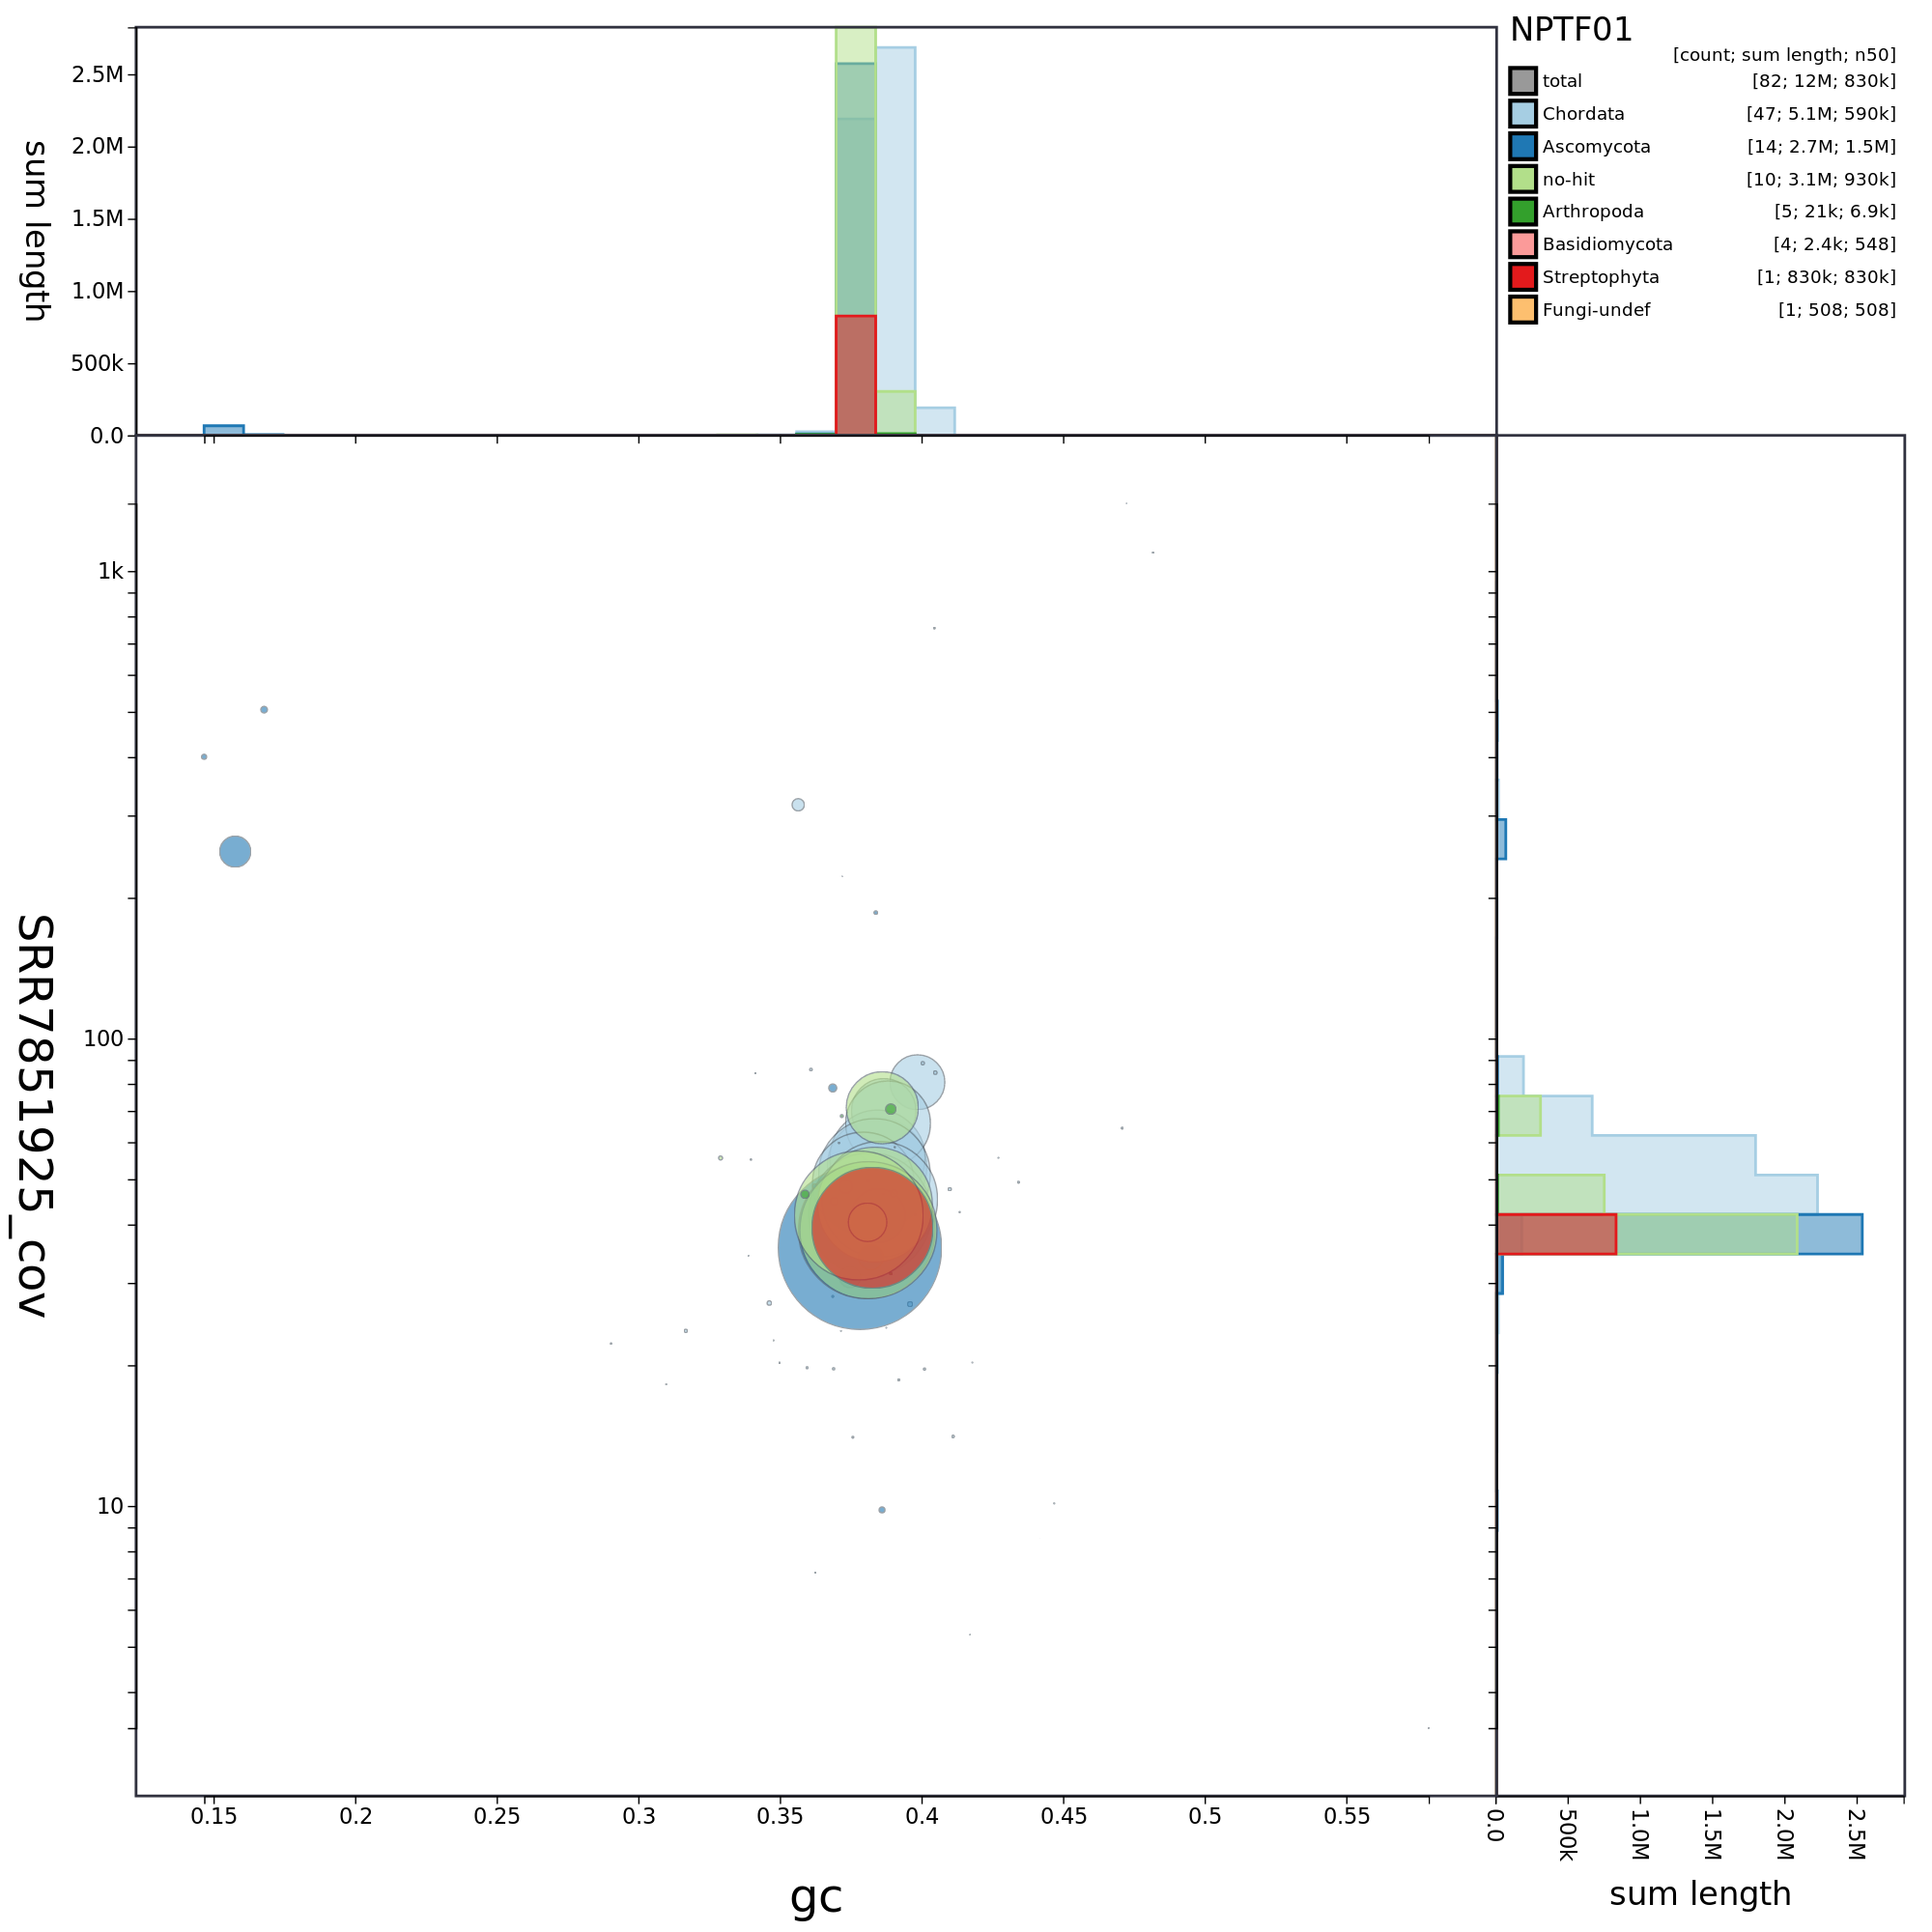 NPTF01
[count; sum length; n50]
total [82; 12M; 830k]
Chordata [47; 5.1M; 590k]
Ascomycota [14; 2.7M; 1.5M]
no-hit [10; 3.1M; 930k]
Arthropoda [5; 21k; 6.9k]
Basidiomycota [4; 2.4k; 548]
Streptophyta [1; 830k; 830k]
Fungi-undef [1; 508; 508]
sum length
2.5M
2.0M
1.5M
1.0M
500k
0.0
SRR7851925_cov
1k
100
10
0.15 0.2 0.25 0.3 0.35 0.4 0.45 0.5 0.55
gc
0.0 500k 1.0M 1.5M 2.0M 2.5M
sum length